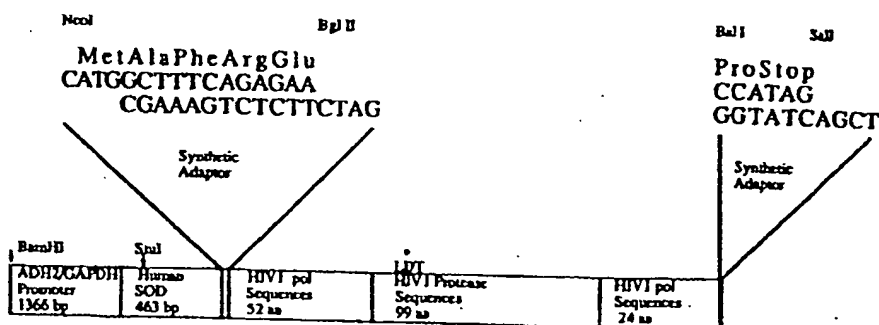 NcoI BglII BalI SalI
MetAlaPheArgGlu ProStop
CATGGCTTTCAGAGAA CCATAG
CGAAAGTCTCTTCTAG GGTATCAGCT
Synthetic
Adaptor
Synthetic
Adaptor
BamHI StuI LDT
ADH2/GAPDH
Promoter
1366 bp
Human
SOD
463 bp
HIV1 pol
Sequences
52 aa
HIV1 Protease
Sequences
99 aa
HIV1 pol
Sequences
24 aa